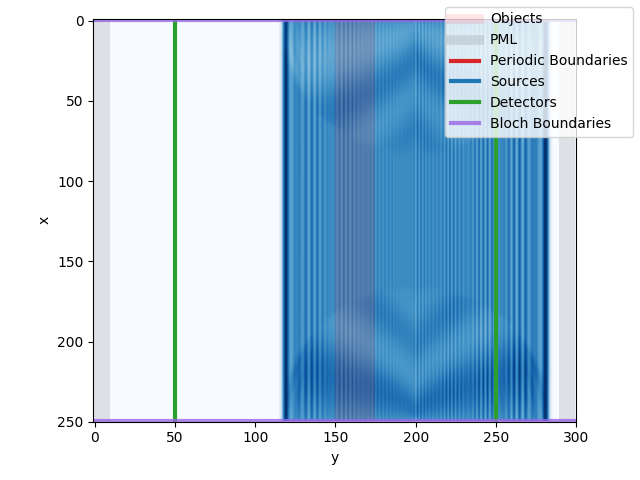 Objects
PML
Periodic Boundaries
Sources
Detectors
Bloch Boundaries
0
50
100
150
200
250
x
0
50
100
150
200
250
300
y